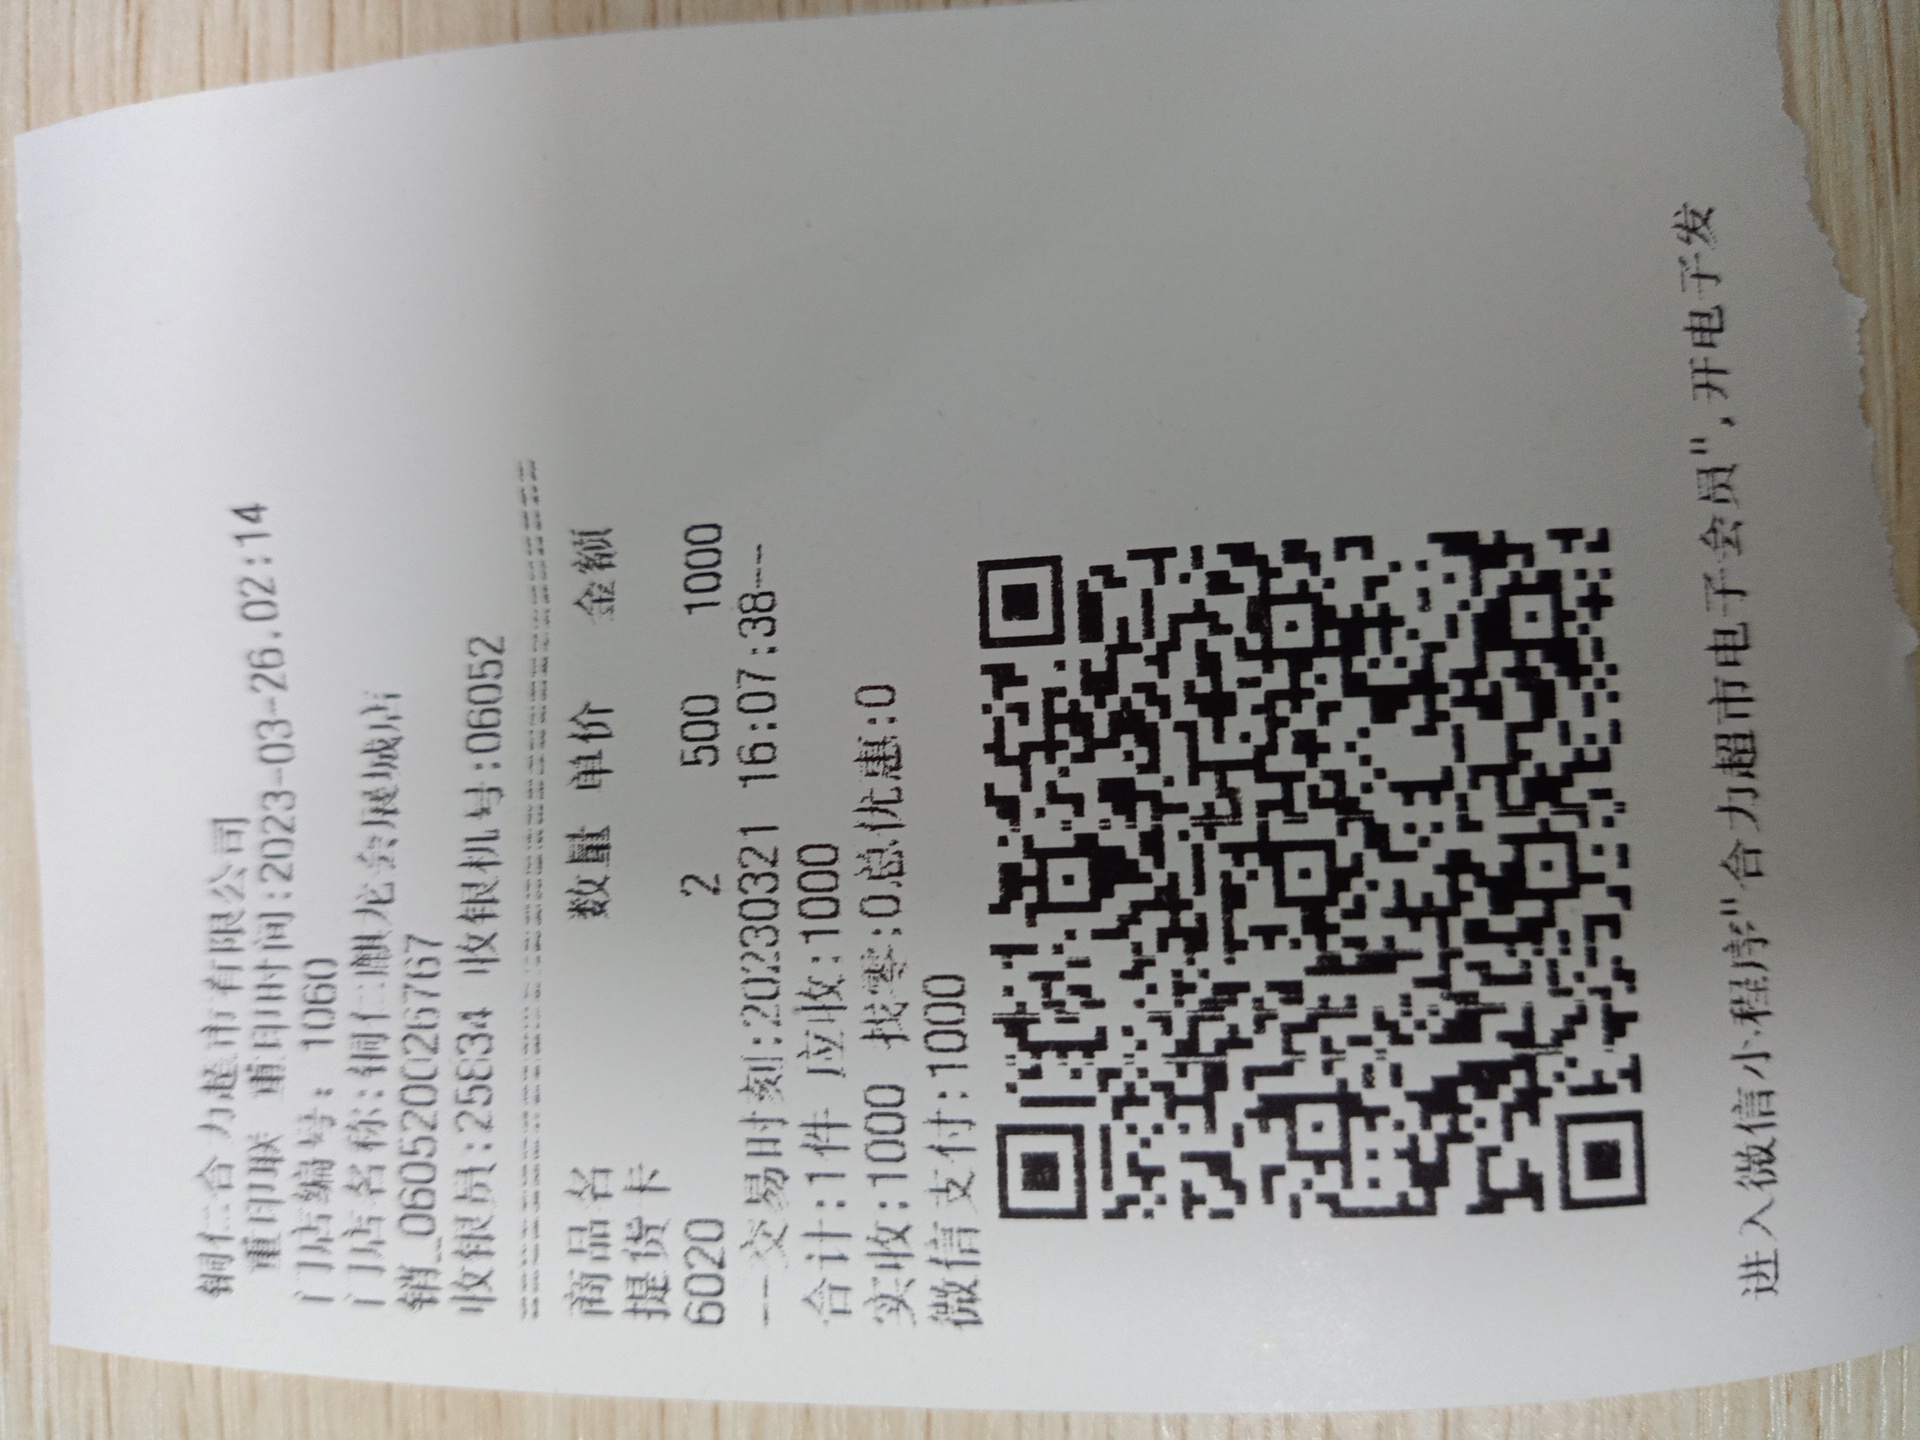 铜仁合力超市有限公司
重印联 重印时间:2023-03-26.02:14
门店编号: 1060
门店名称:铜仁麒龙会展城店
销_0605200267​67
收银员:25834 收银机号:06052
商品名 数量 单价 金额
提货卡
6020 2 500 1000
---交易时刻:20230321 16:07:38---
合计:1件 应收:1000
实收:1000 找零:0总优惠:0
微信支付:1000
进入微信小程序"合力超市电子会员",开电子发